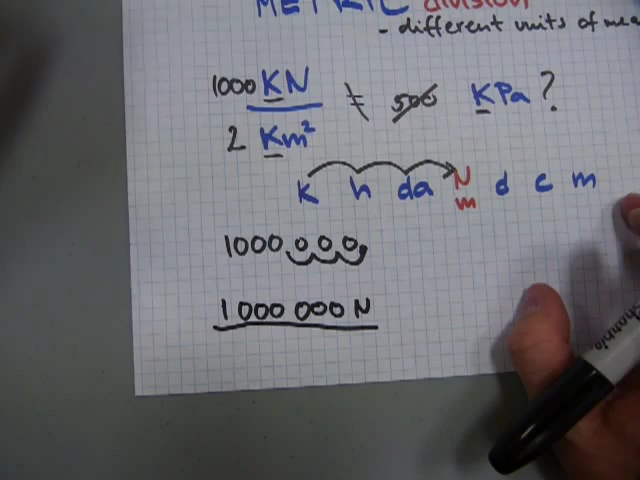 METRIC division
- different units of mea
1000 KN
2 Km² ≠ 500 KPa?
K h da N d c m
m
1000 000
1 000 000 N